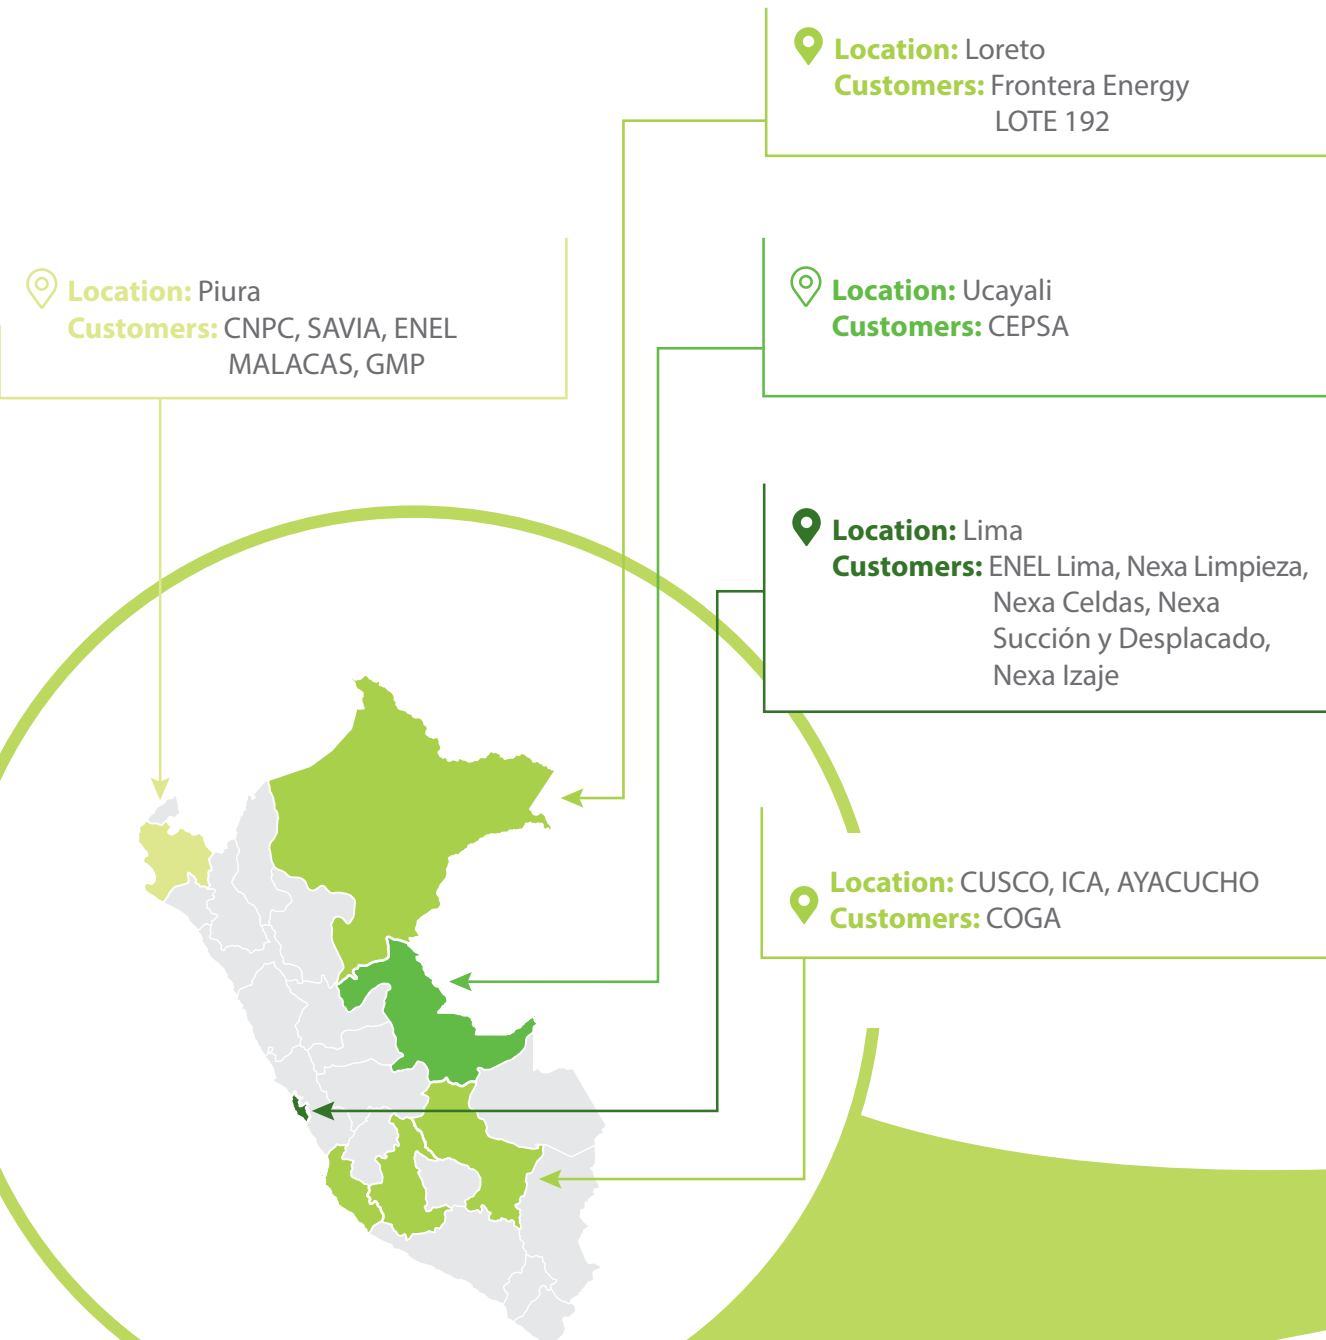 Location: Loreto
Customers: Frontera Energy
LOTE 192
Location: Piura
Customers: CNPC, SAVIA, ENEL
MALACAS, GMP
Location: Ucayali
Customers: CEPSA
Location: Lima
Customers: ENEL Lima, Nexa Limpieza,
Nexa Celdas, Nexa
Succión y Desplacado,
Nexa Izaje
Location: CUSCO, ICA, AYACUCHO
Customers: COGA